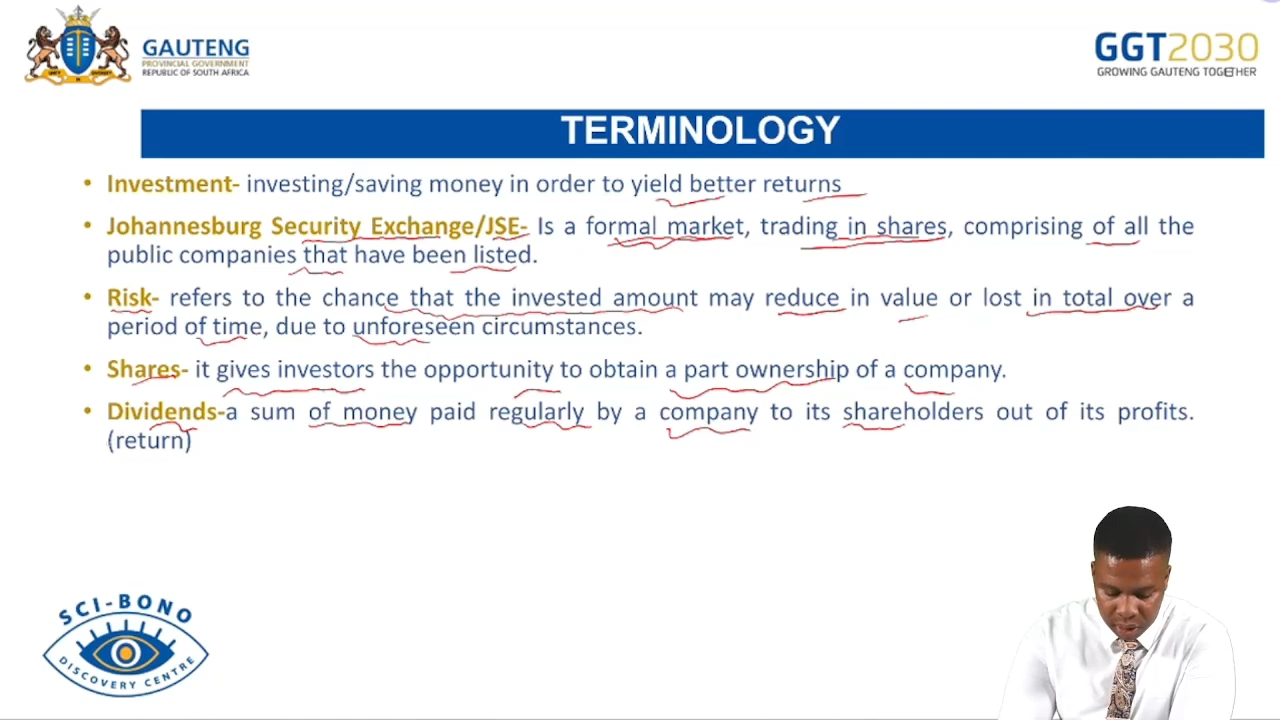 GAUTENG
PROVINCIAL GOVERNMENT
REPUBLIC OF SOUTH AFRICA
GGT2030
GROWING GAUTENG TOGETHER
TERMINOLOGY
• Investment- investing/saving money in order to yield better returns
• Johannesburg Security Exchange/JSE- Is a formal market, trading in shares, comprising of all the
public companies that have been listed.
• Risk- refers to the chance that the invested amount may reduce in value or lost in total over a
period of time, due to unforeseen circumstances.
• Shares- it gives investors the opportunity to obtain a part ownership of a company.
• Dividends-a sum of money paid regularly by a company to its shareholders out of its profits.
(return)
SCI-BONO
DISCOVERY CENTRE